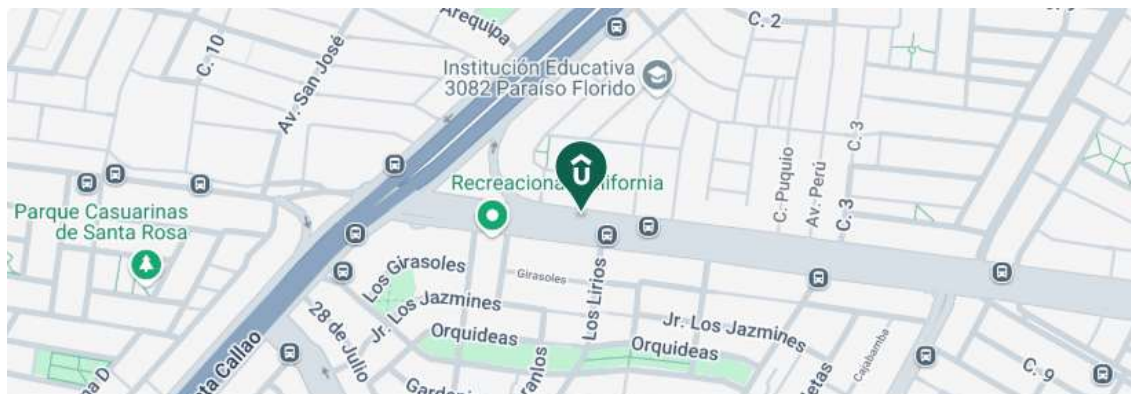 Arequipa
C. 2
C. 10
Av. San José
Institución Educativa
3082 Paraíso Florido
C. 3
C. Puquio
Av. Perú
C. 3
Parque Casuarinas
de Santa Rosa
Los Girasoles
Girasoles
Los Lirios
Jr. Los Jazmines
28 de Julio
Orquideas
Jr. Los Jazmines
Orquideas
Cajabamba
C. 9
Callao